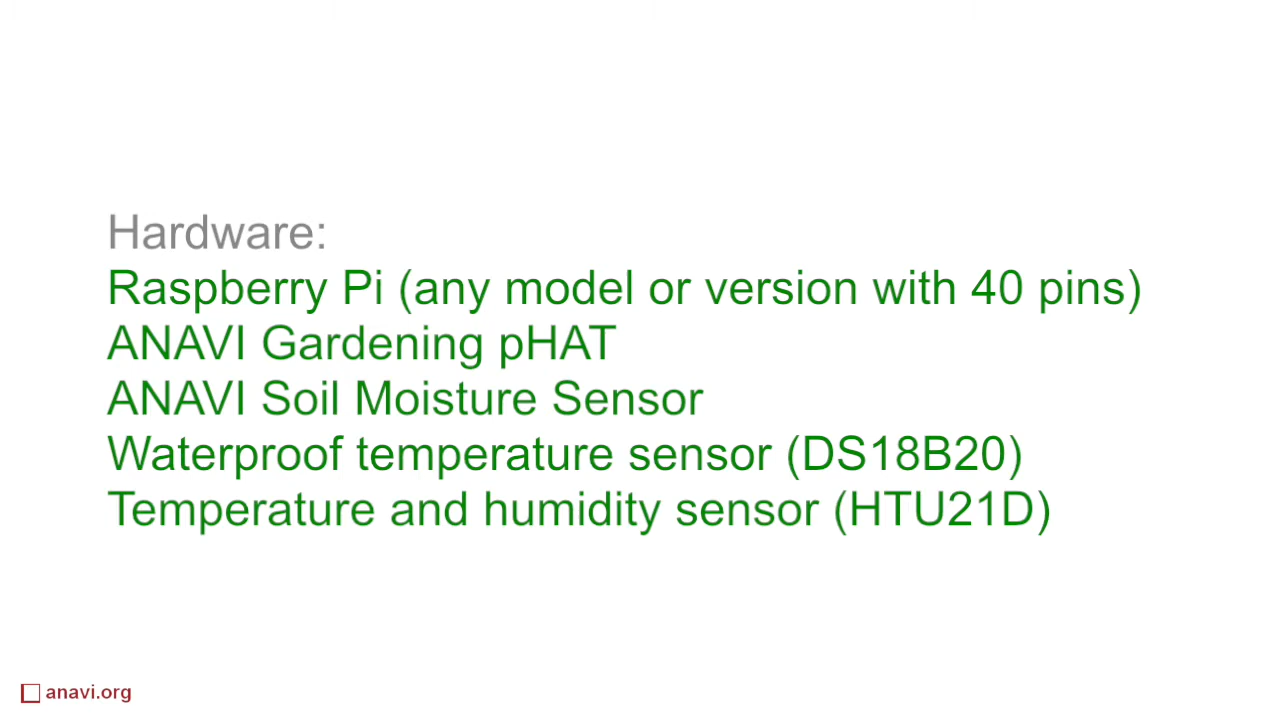 Hardware:
Raspberry Pi (any model or version with 40 pins)
ANAVI Gardening pHAT
ANAVI Soil Moisture Sensor
Waterproof temperature sensor (DS18B20)
Temperature and humidity sensor (HTU21D)
anavi.org